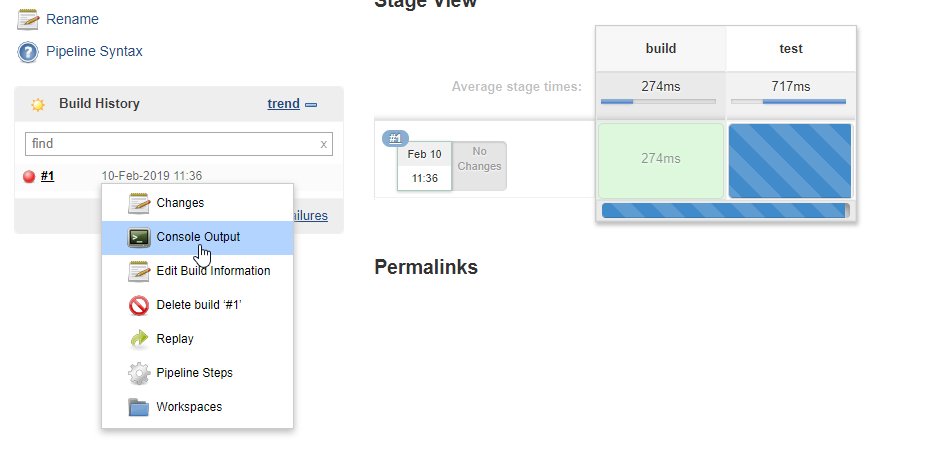 Stage View
Rename
Pipeline Syntax
Build History
trend
find
x
#1
10-Feb-2019 11:36
ilures
Changes
Console Output
Edit Build Information
Delete build ‘#1’
Replay
Pipeline Steps
Workspaces
build
test
Average stage times:
274ms
717ms
#1
Feb 10
11:36
No
Changes
274ms
Permalinks